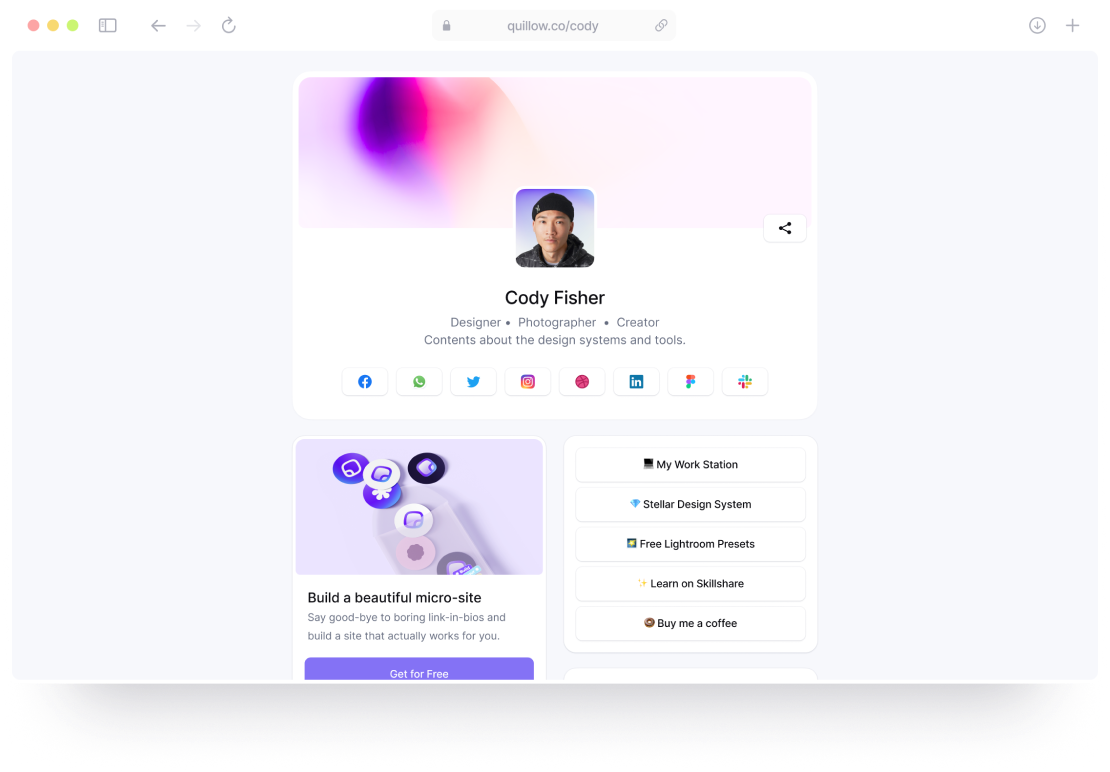 quillow.co/cody
Cody Fisher
Designer • Photographer • Creator
Contents about the design systems and tools.
Build a beautiful micro-site
Say good-bye to boring link-in-bios and
build a site that actually works for you.
Get for Free
My Work Station
Stellar Design System
Free Lightroom Presets
Learn on Skillshare
Buy me a coffee